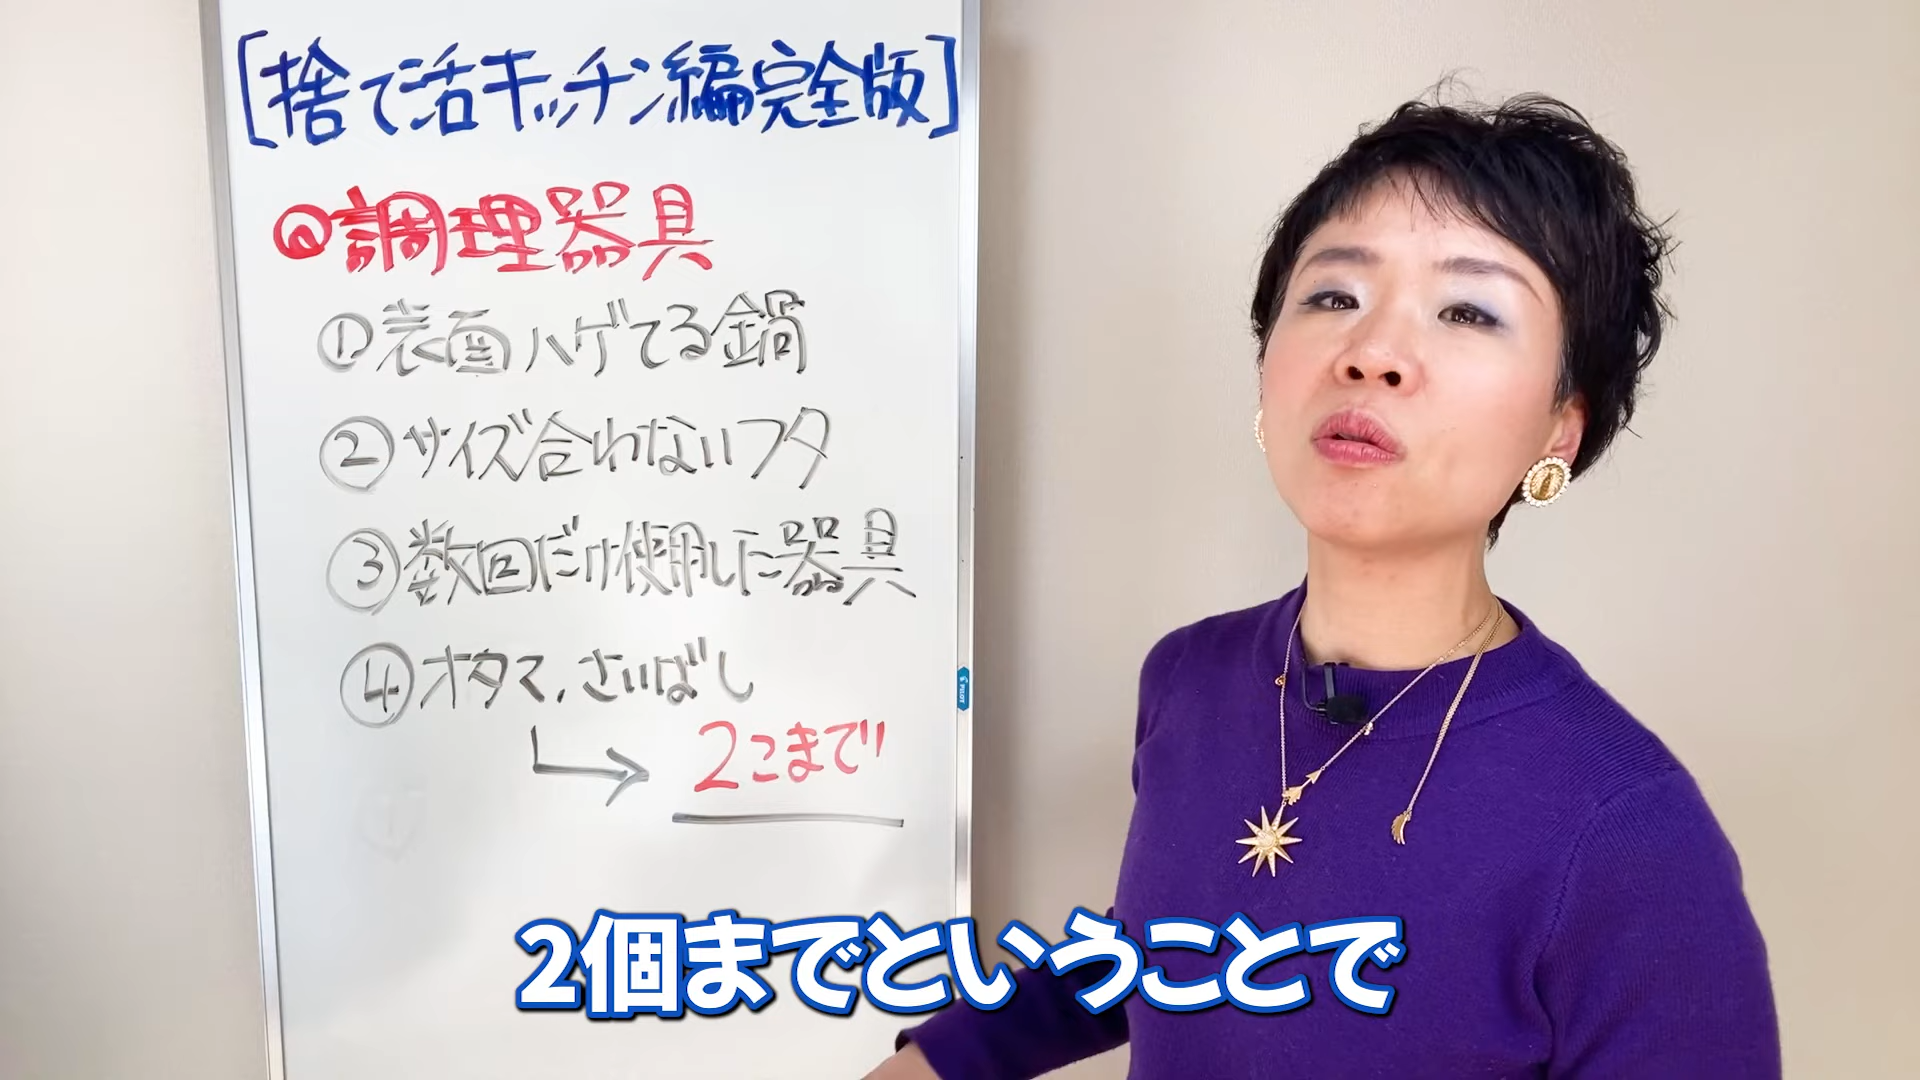 [捨て活キッチン編完全版]
◎調理器具
①表面ハゲてる鍋
②サイズ合わないフタ
③数回だけ使用した器具
④オタマ、さいばし
→2こまで
PILOT
2個までということで